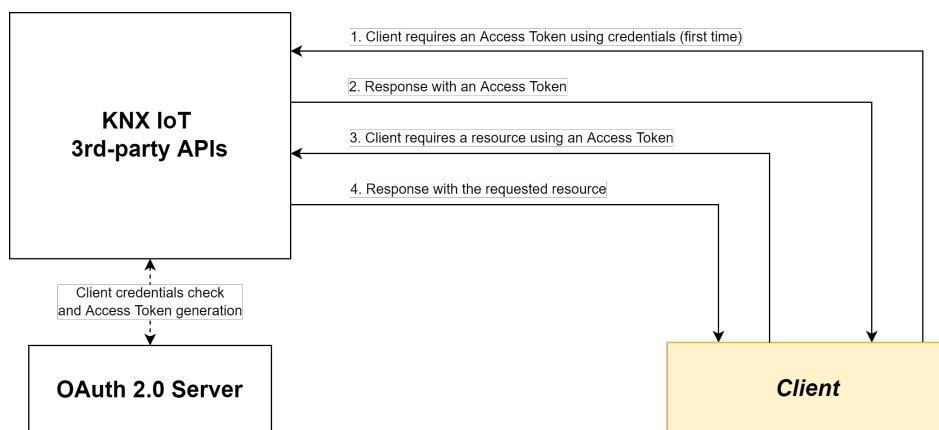 1. Client requires an Access Token using credentials (first time)
2. Response with an Access Token
KNX IoT
3rd-party APIs
3. Client requires a resource using an Access Token
4. Response with the requested resource
Client credentials check
and Access Token generation
OAuth 2.0 Server
Client